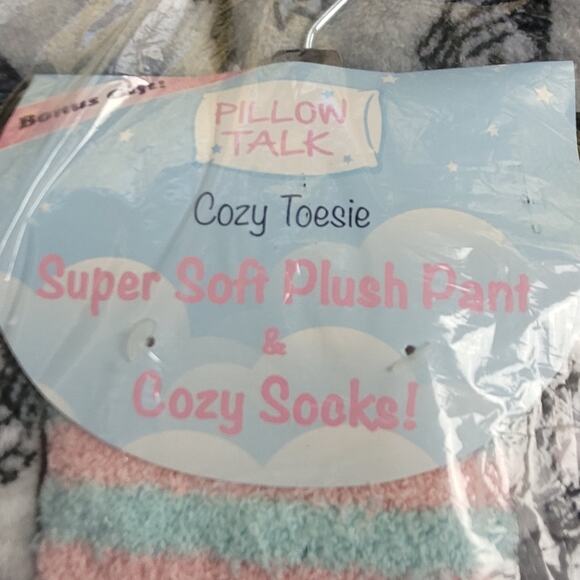 Bonus Gift!
PILLOW
TALK
Cozy Toesie
Super Soft Plush Pant
&
Cozy Socks!